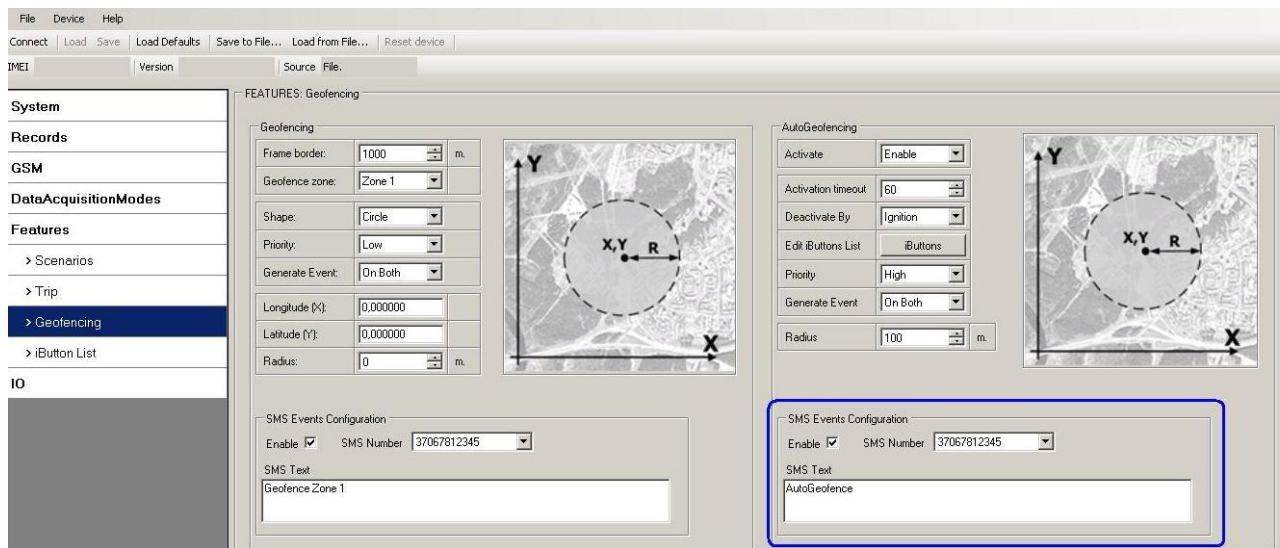 File Device Help
Connect Load Save Load Defaults Save to File... Load from File... Reset device
IMEI Version Source File.
System
Records
GSM
DataAcquisitionModes
Features
> Scenarios
> Trip
> Geofencing
> iButton List
IO
FEATURES: Geofencing
Geofencing
Frame border: 1000 m.
Geofence zone: Zone 1
Shape: Circle
Priority: Low
Generate Event: On Both
Longitude (X): 0,000000
Latitude (Y): 0,000000
Radius: 0 m.
Y
X,Y R
X
SMS Events Configuration
Enable SMS Number 37067812345
SMS Text
Geofence Zone 1
AutoGeofencing
Activate Enable
Activation timeout 60
Deactivate By Ignition
Edit iButtons List iButtons
Priority High
Generate Event On Both
Radius 100 m.
Y
X,Y R
X
SMS Events Configuration
Enable SMS Number 37067812345
SMS Text
AutoGeofence